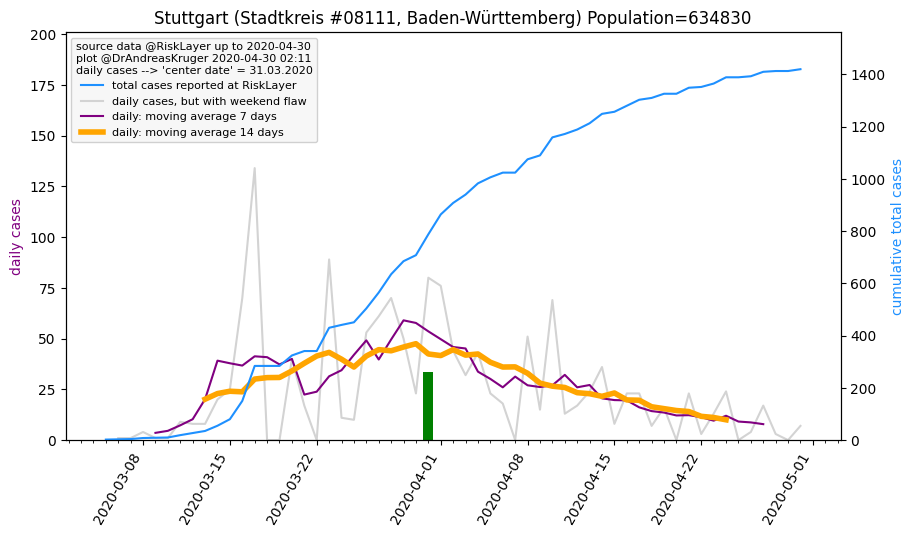 Stuttgart (Stadtkreis #08111, Baden-Württemberg) Population=634830
source data @RiskLayer up to 2020-04-30
plot @DrAndreasKruger 2020-04-30 02:11
daily cases --> 'center date' = 31.03.2020
total cases reported at RiskLayer
daily cases, but with weekend flaw
daily: moving average 7 days
daily: moving average 14 days
daily cases
200
175
150
125
100
75
50
25
0
1400
1200
1000
800
600
400
200
0
cumulative total cases
2020-03-08
2020-03-15
2020-03-22
2020-04-01
2020-04-08
2020-04-15
2020-04-22
2020-05-01